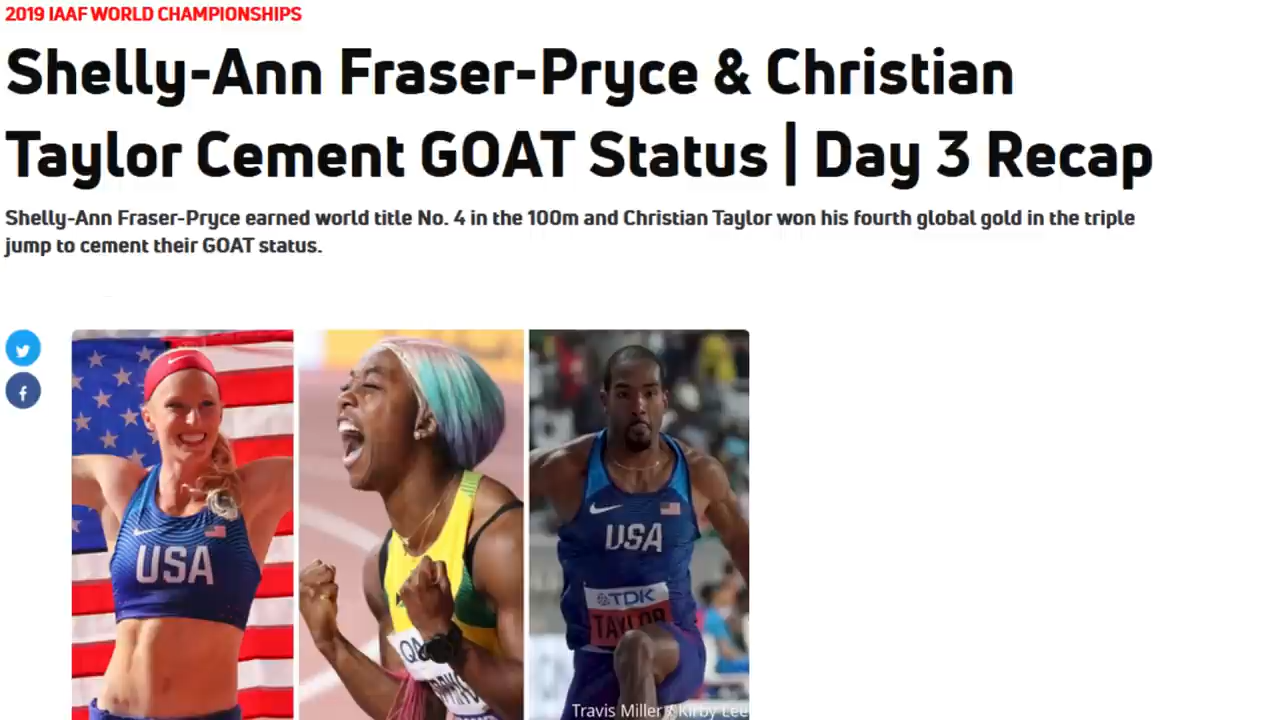 2019 IAAF WORLD CHAMPIONSHIPS
Shelly-Ann Fraser-Pryce & Christian
Taylor Cement GOAT Status | Day 3 Recap
Shelly-Ann Fraser-Pryce earned world title No. 4 in the 100m and Christian Taylor won his fourth global gold in the triple
jump to cement their GOAT status.
USA
USA
TDK
TAYLOR
Travis Miller / Kirby Lee